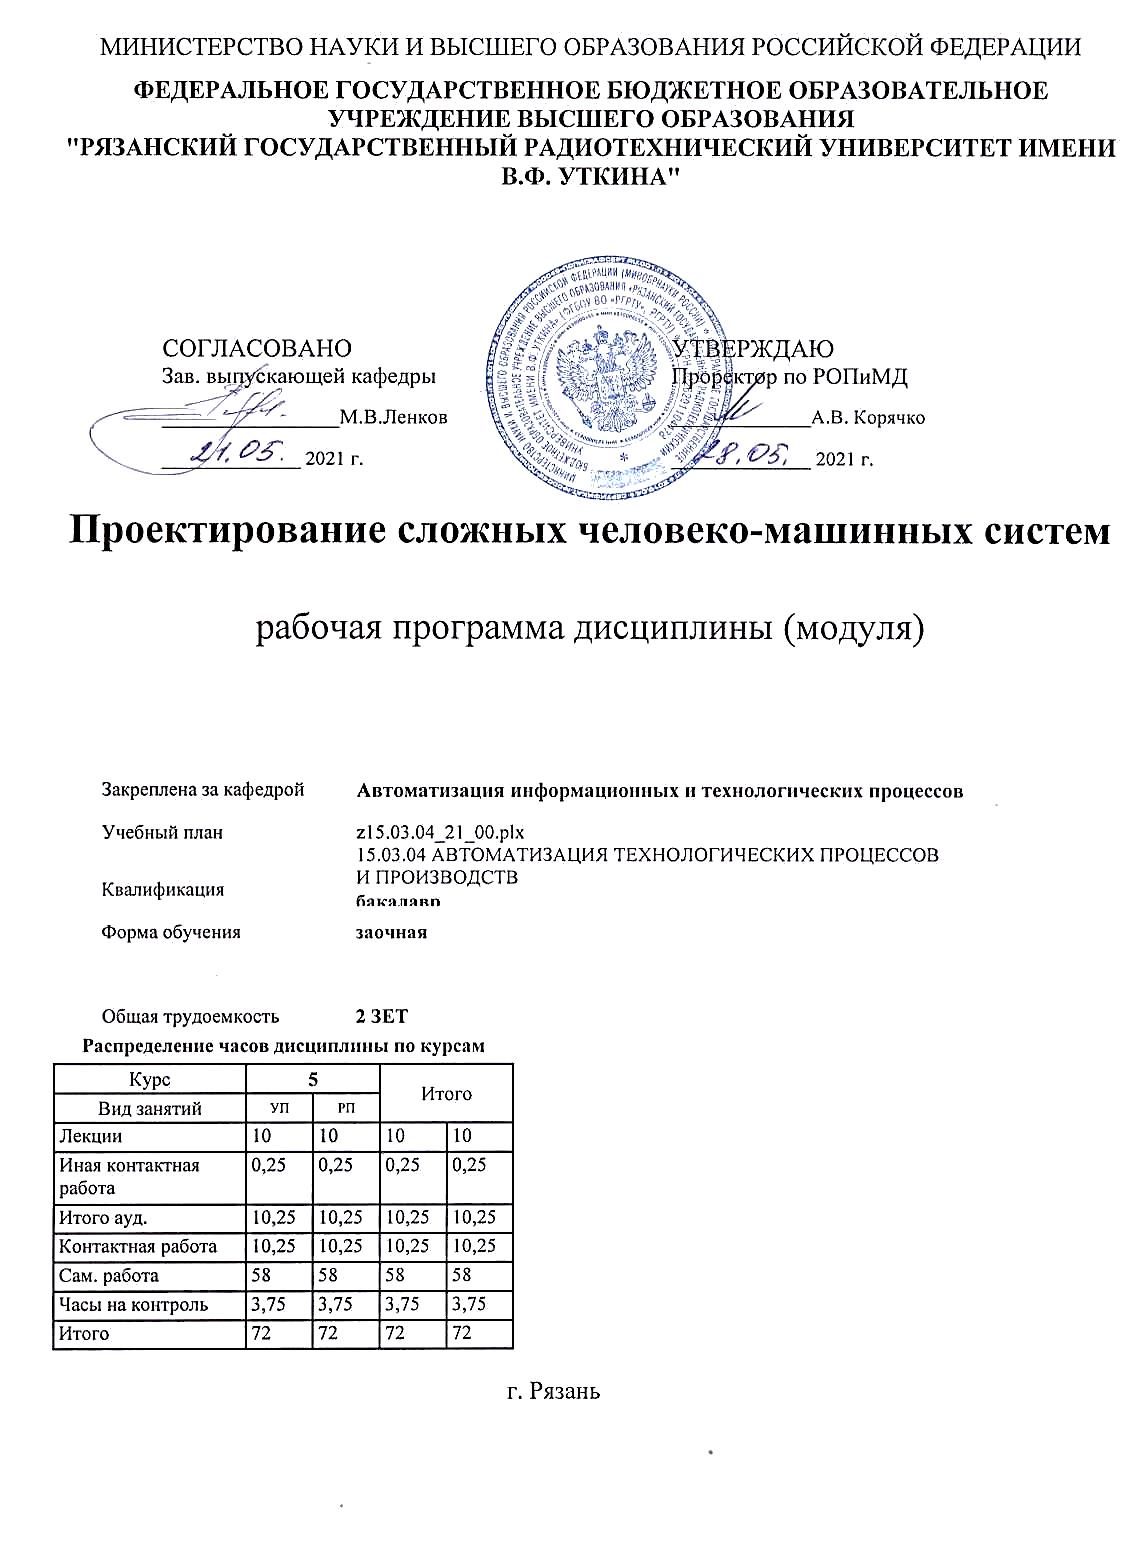 МИНИСТЕРСТВО НАУКИ И ВЫСШЕГО ОБРАЗОВАНИЯ РОССИЙСКОЙ ФЕДЕРАЦИИ
ФЕДЕРАЛЬНОЕ ГОСУДАРСТВЕННОЕ БЮДЖЕТНОЕ ОБРАЗОВАТЕЛЬНОЕ
УЧРЕЖДЕНИЕ ВЫСШЕГО ОБРАЗОВАНИЯ
"РЯЗАНСКИЙ ГОСУДАРСТВЕННЫЙ РАДИОТЕХНИЧЕСКИЙ УНИВЕРСИТЕТ ИМЕНИ
В.Ф. УТКИНА"
СОГЛАСОВАНО
Зав. выпускающей кафедры
М.В.Ленков
21.05. 2021 г.
УТВЕРЖДАЮ
Проректор по РОПиМД
А.В. Корячко
28.05. 2021 г.
Проектирование сложных человеко-машинных систем
рабочая программа дисциплины (модуля)
Закреплена за кафедрой Автоматизация информационных и технологических процессов
Учебный план z15.03.04_21_00.plx
15.03.04 АВТОМАТИЗАЦИЯ ТЕХНОЛОГИЧЕСКИХ ПРОЦЕССОВ
И ПРОИЗВОДСТВ
Квалификация бакалавр
Форма обучения заочная
Общая трудоемкость 2 ЗЕТ
Распределение часов дисциплины по курсам
Курс 5 Итого
Вид занятий УП РП
Лекции 10 10 10 10
Иная контактная работа 0,25 0,25 0,25 0,25
Итого ауд. 10,25 10,25 10,25 10,25
Контактная работа 10,25 10,25 10,25 10,25
Сам. работа 58 58 58 58
Часы на контроль 3,75 3,75 3,75 3,75
Итого 72 72 72 72
г. Рязань